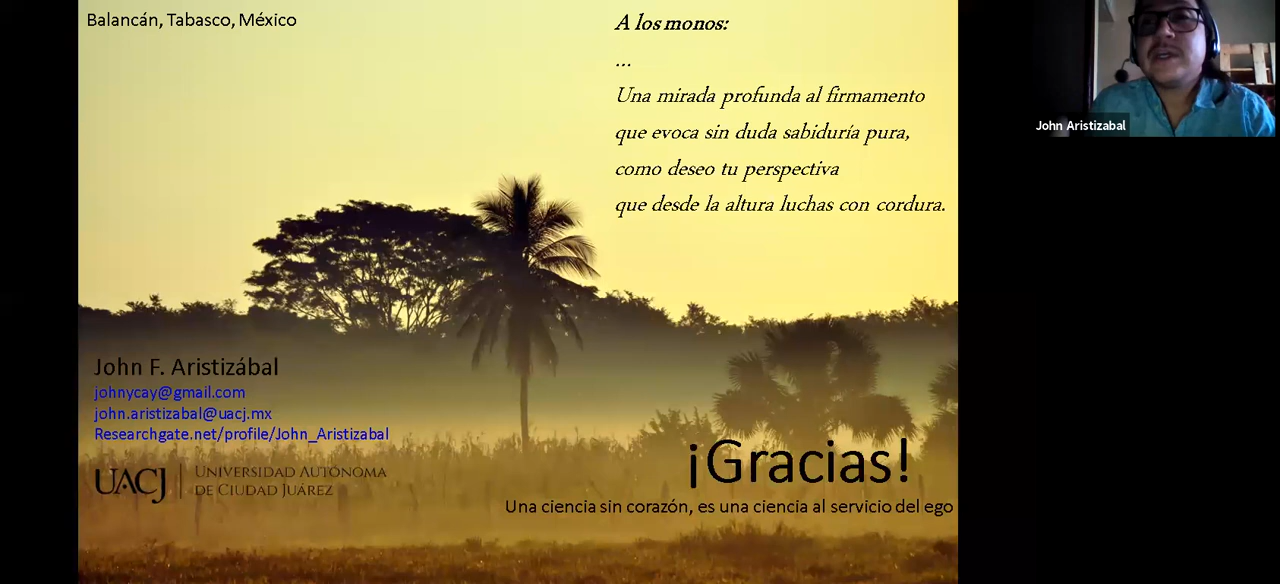 Balancán, Tabasco, México
A los monos:
...
Una mirada profunda al firmamento
que evoca sin duda sabiduría pura,
como deseo tu perspectiva
que desde la altura luchas con cordura.
John Aristizabal
John F. Aristizábal
johnycay@gmail.com
john.aristizabal@uacj.mx
Researchgate.net/profile/John_Aristizabal
UACJ
UNIVERSIDAD AUTÓNOMA
DE CIUDAD JUÁREZ
¡Gracias!
Una ciencia sin corazón, es una ciencia al servicio del ego